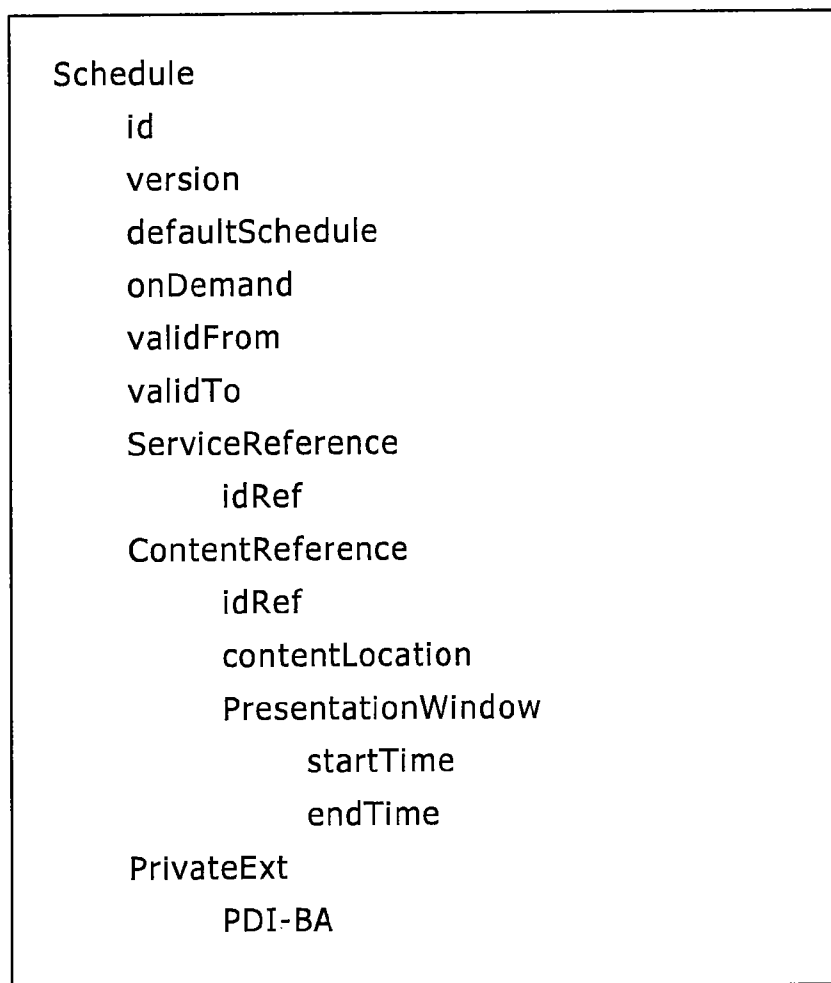 Schedule
id
version
defaultSchedule
onDemand
validFrom
validTo
ServiceReference
idRef
ContentReference
idRef
contentLocation
PresentationWindow
startTime
endTime
PrivateExt
PDI-BA